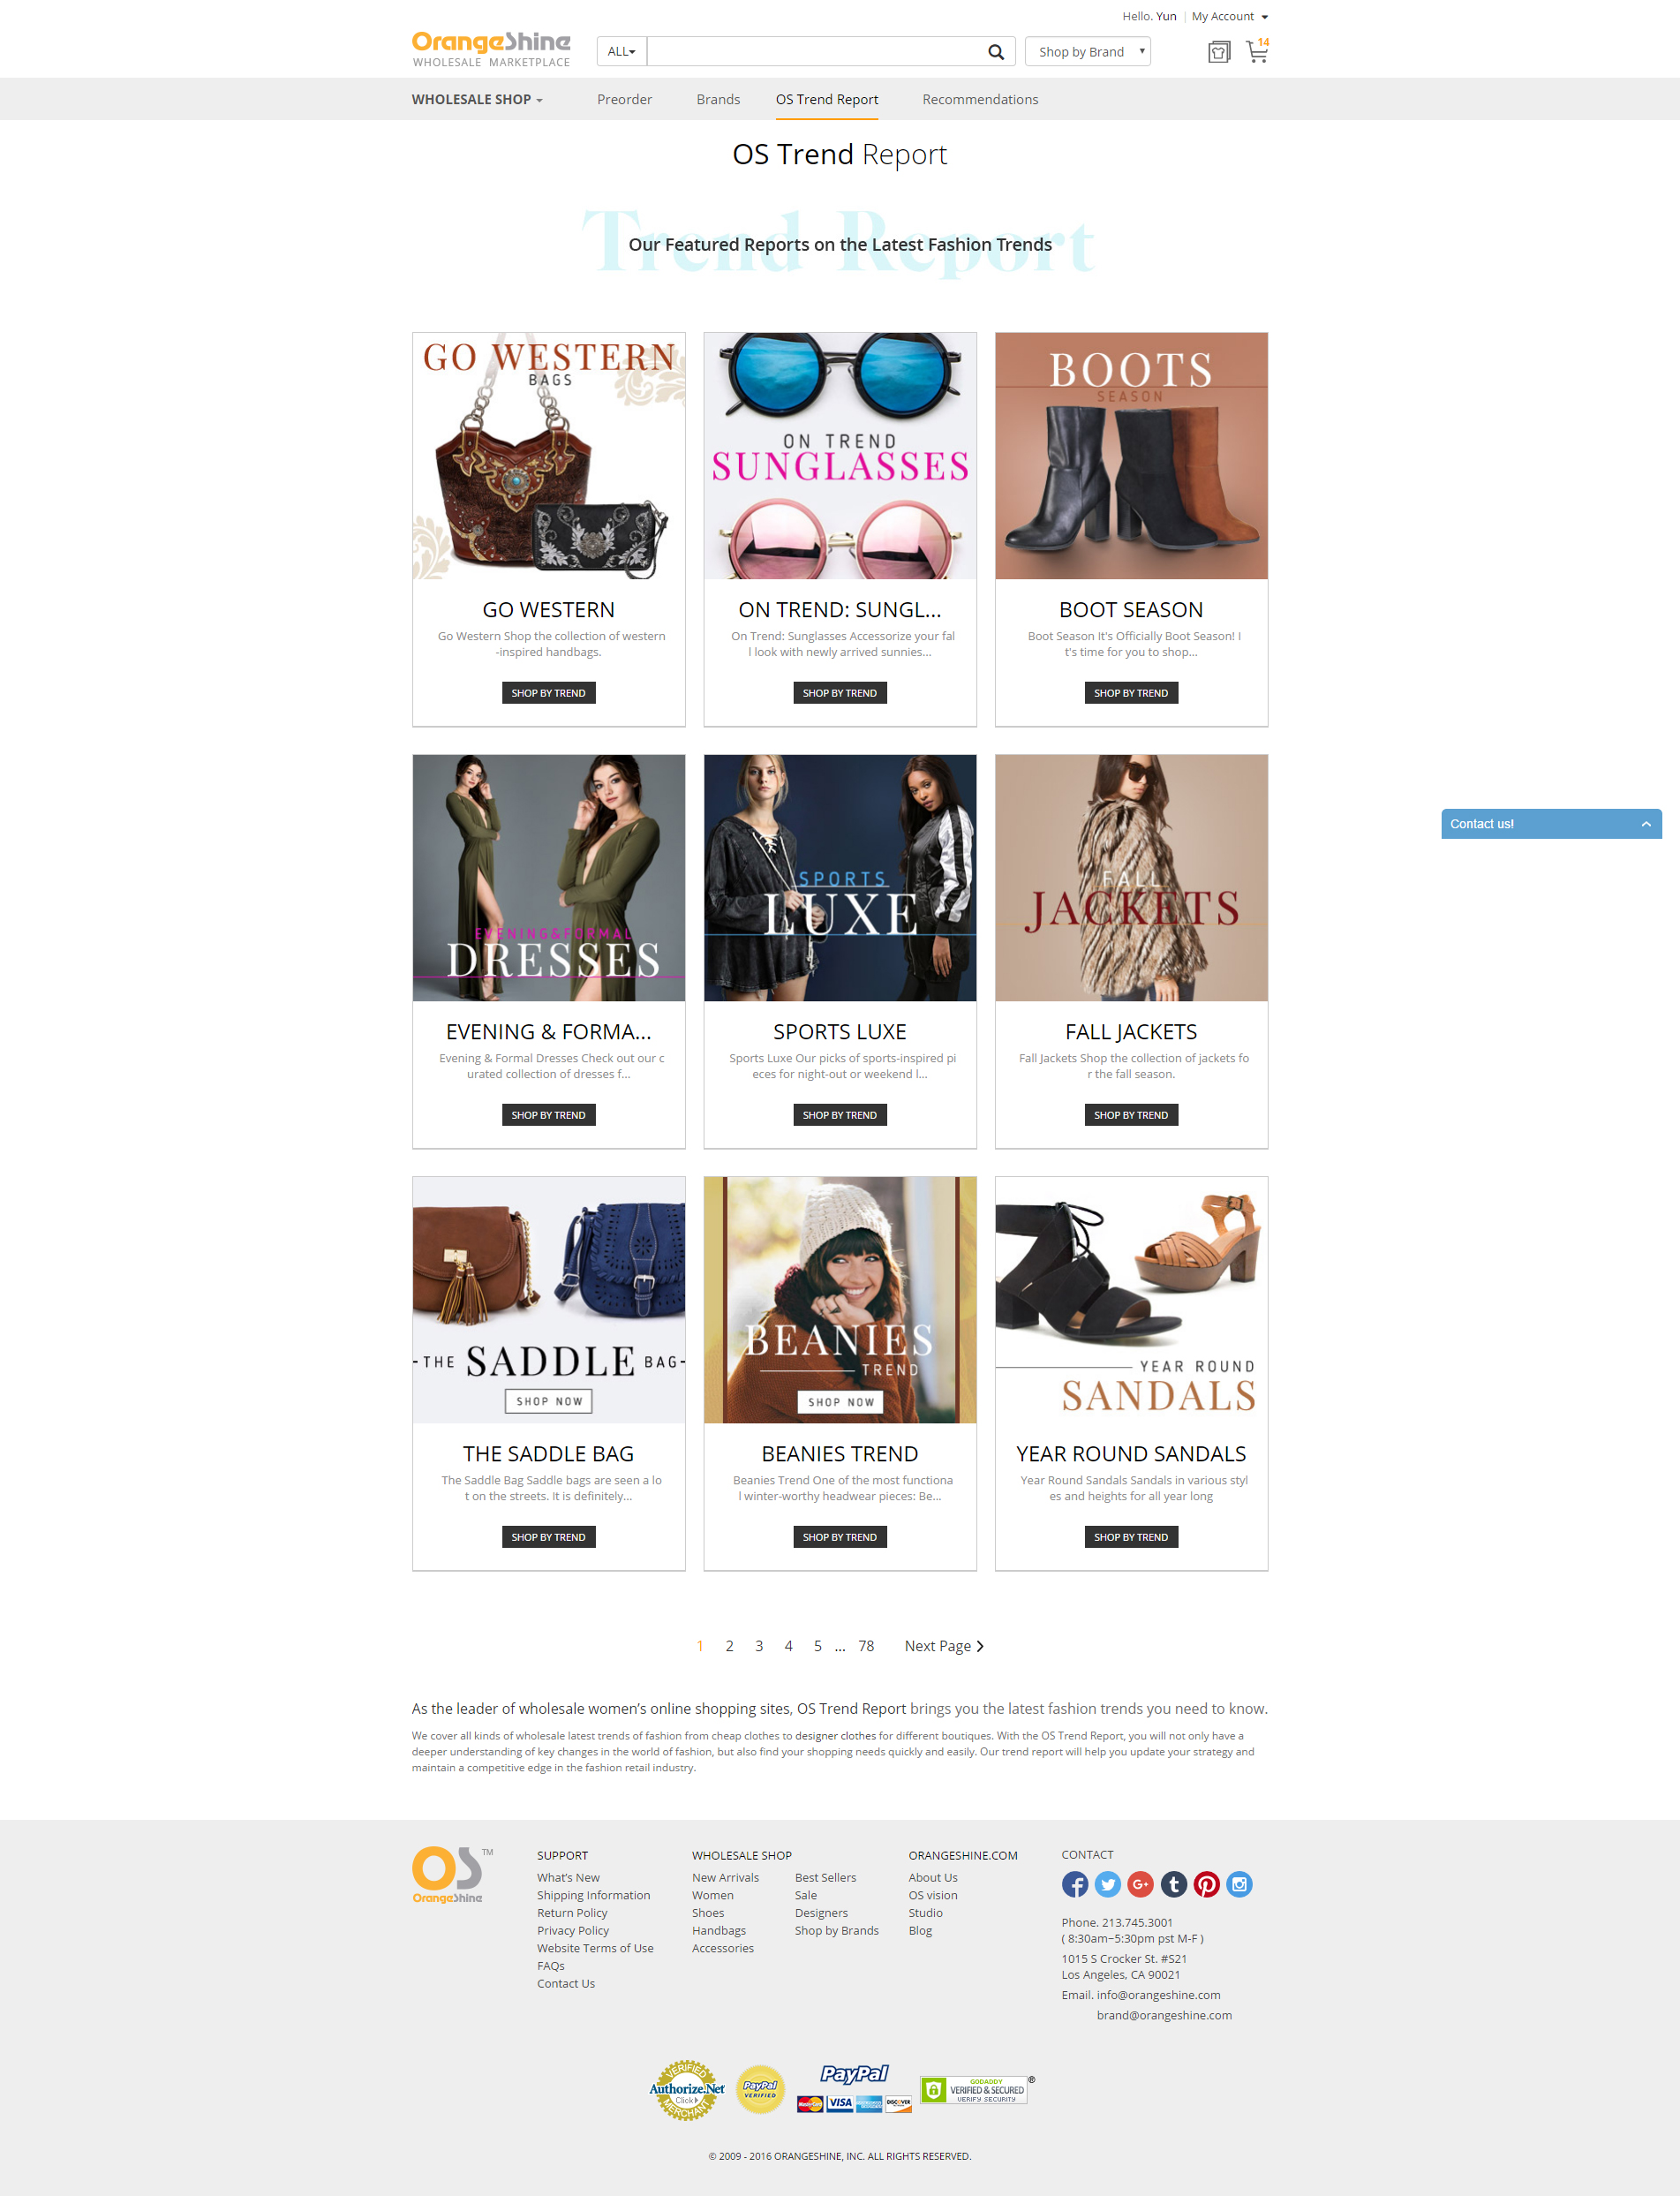 Hello. Yun | My Account
OrangeShine
WHOLESALE MARKETPLACE
ALL
Shop by Brand
14
WHOLESALE SHOP
Preorder
Brands
OS Trend Report
Recommendations
OS Trend Report
Trend Report
Our Featured Reports on the Latest Fashion Trends
GO WESTERN
BAGS
ON TREND
SUNGLASSES
BOOTS
SEASON
GO WESTERN
Go Western Shop the collection of western
-inspired handbags.
SHOP BY TREND
ON TREND: SUNGL...
On Trend: Sunglasses Accessorize your fal
l look with newly arrived sunnies...
SHOP BY TREND
BOOT SEASON
Boot Season It's Officially Boot Season! I
t's time for you to shop...
SHOP BY TREND
EVENING&FORMAL
DRESSES
SPORTS
LUXE
FALL
JACKETS
EVENING & FORMA...
Evening & Formal Dresses Check out our c
urated collection of dresses f...
SHOP BY TREND
SPORTS LUXE
Sports Luxe Our picks of sports-inspired pi
eces for night-out or weekend l...
SHOP BY TREND
FALL JACKETS
Fall Jackets Shop the collection of jackets fo
r the fall season.
SHOP BY TREND
-THE SADDLE BAG-
SHOP NOW
BEANIES
TREND
SHOP NOW
YEAR ROUND
SANDALS
THE SADDLE BAG
The Saddle Bag Saddle bags are seen a lo
t on the streets. It is definitely...
SHOP BY TREND
BEANIES TREND
Beanies Trend One of the most functiona
l winter-worthy headwear pieces: Be...
SHOP BY TREND
YEAR ROUND SANDALS
Year Round Sandals Sandals in various styl
es and heights for all year long
SHOP BY TREND
Contact us!
1 2 3 4 5 ... 78 Next Page
As the leader of wholesale women's online shopping sites, OS Trend Report brings you the latest fashion trends you need to know.
We cover all kinds of wholesale latest trends of fashion from cheap clothes to designer clothes for different boutiques. With the OS Trend Report, you will not only have a
deeper understanding of key changes in the world of fashion, but also find your shopping needs quickly and easily. Our trend report will help you update your strategy and
maintain a competitive edge in the fashion retail industry.
OS TM
OrangeShine
SUPPORT
What's New
Shipping Information
Return Policy
Privacy Policy
Website Terms of Use
FAQs
Contact Us
WHOLESALE SHOP
New Arrivals
Women
Shoes
Handbags
Accessories
Best Sellers
Sale
Designers
Shop by Brands
ORANGESHINE.COM
About Us
OS vision
Studio
Blog
CONTACT
Phone. 213.745.3001
( 8:30am~5:30pm pst M-F )
1015 S Crocker St. #S21
Los Angeles, CA 90021
Email. info@orangeshine.com
brand@orangeshine.com
VERIFIED
Authorize.Net
Click
MERCHANT
PayPal
VERIFIED
PayPal
MasterCard
VISA
AMERICAN EXPRESS
DISCOVER
GODADDY
VERIFIED & SECURED
VERIFY SECURITY
®
© 2009 - 2016 ORANGESHINE, INC. ALL RIGHTS RESERVED.